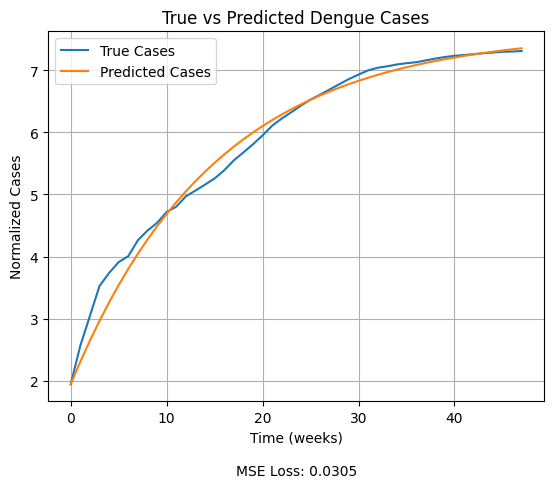 True vs Predicted Dengue Cases
True Cases
Predicted Cases
7
6
5
4
3
2
Normalized Cases
0 10 20 30 40
Time (weeks)
MSE Loss: 0.0305